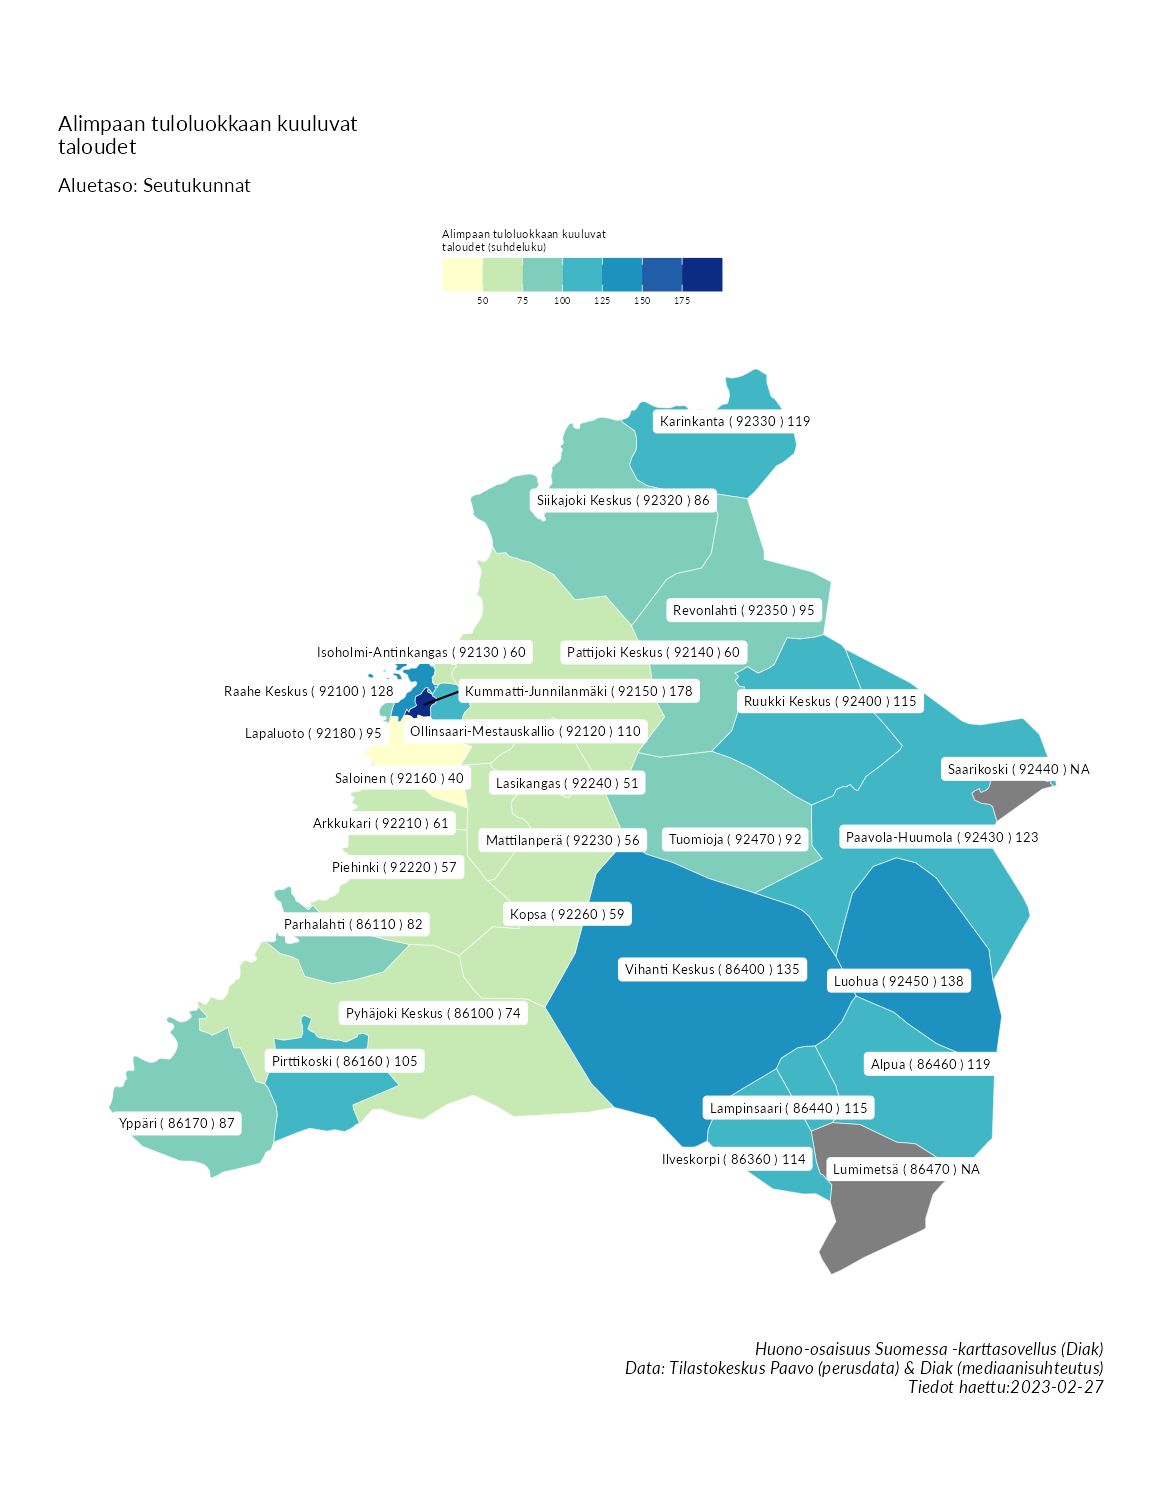 Alimpaan tuloluokkaan kuuluvat
taloudet
Aluetaso: Seutukunnat
Alimpaan tuloluokkaan kuuluvat
taloudet (suhdeluku)
50 75 100 125 150 175
Karinkanta ( 92330 ) 119
Siikajoki Keskus ( 92320 ) 86
Revonlahti ( 92350 ) 95
Isoholmi-Antinkangas ( 92130 ) 60
Pattijoki Keskus ( 92140 ) 60
Raahe Keskus ( 92100 ) 128
Kummatti-Junnilanmäki ( 92150 ) 178
Ruukki Keskus ( 92400 ) 115
Lapaluoto ( 92180 ) 95
Ollinsaari-Mestauskallio ( 92120 ) 110
Saarikoski ( 92440 ) NA
Saloinen ( 92160 ) 40
Lasikangas ( 92240 ) 51
Arkkukari ( 92210 ) 61
Mattilanperä ( 92230 ) 56
Tuomioja ( 92470 ) 92
Paavola-Huumola ( 92430 ) 123
Piehinki ( 92220 ) 57
Kopsa ( 92260 ) 59
Parhalahti ( 86110 ) 82
Vihanti Keskus ( 86400 ) 135
Luohua ( 92450 ) 138
Pyhäjoki Keskus ( 86100 ) 74
Pirttikoski ( 86160 ) 105
Alpua ( 86460 ) 119
Lampinsaari ( 86440 ) 115
Yppäri ( 86170 ) 87
Ilveskorpi ( 86360 ) 114
Lumimetsä ( 86470 ) NA
Huono-osaisuus Suomessa -karttasovellus (Diak)
Data: Tilastokeskus Paavo (perusdata) & Diak (mediaanisuhteutus)
Tiedot haettu:2023-02-27